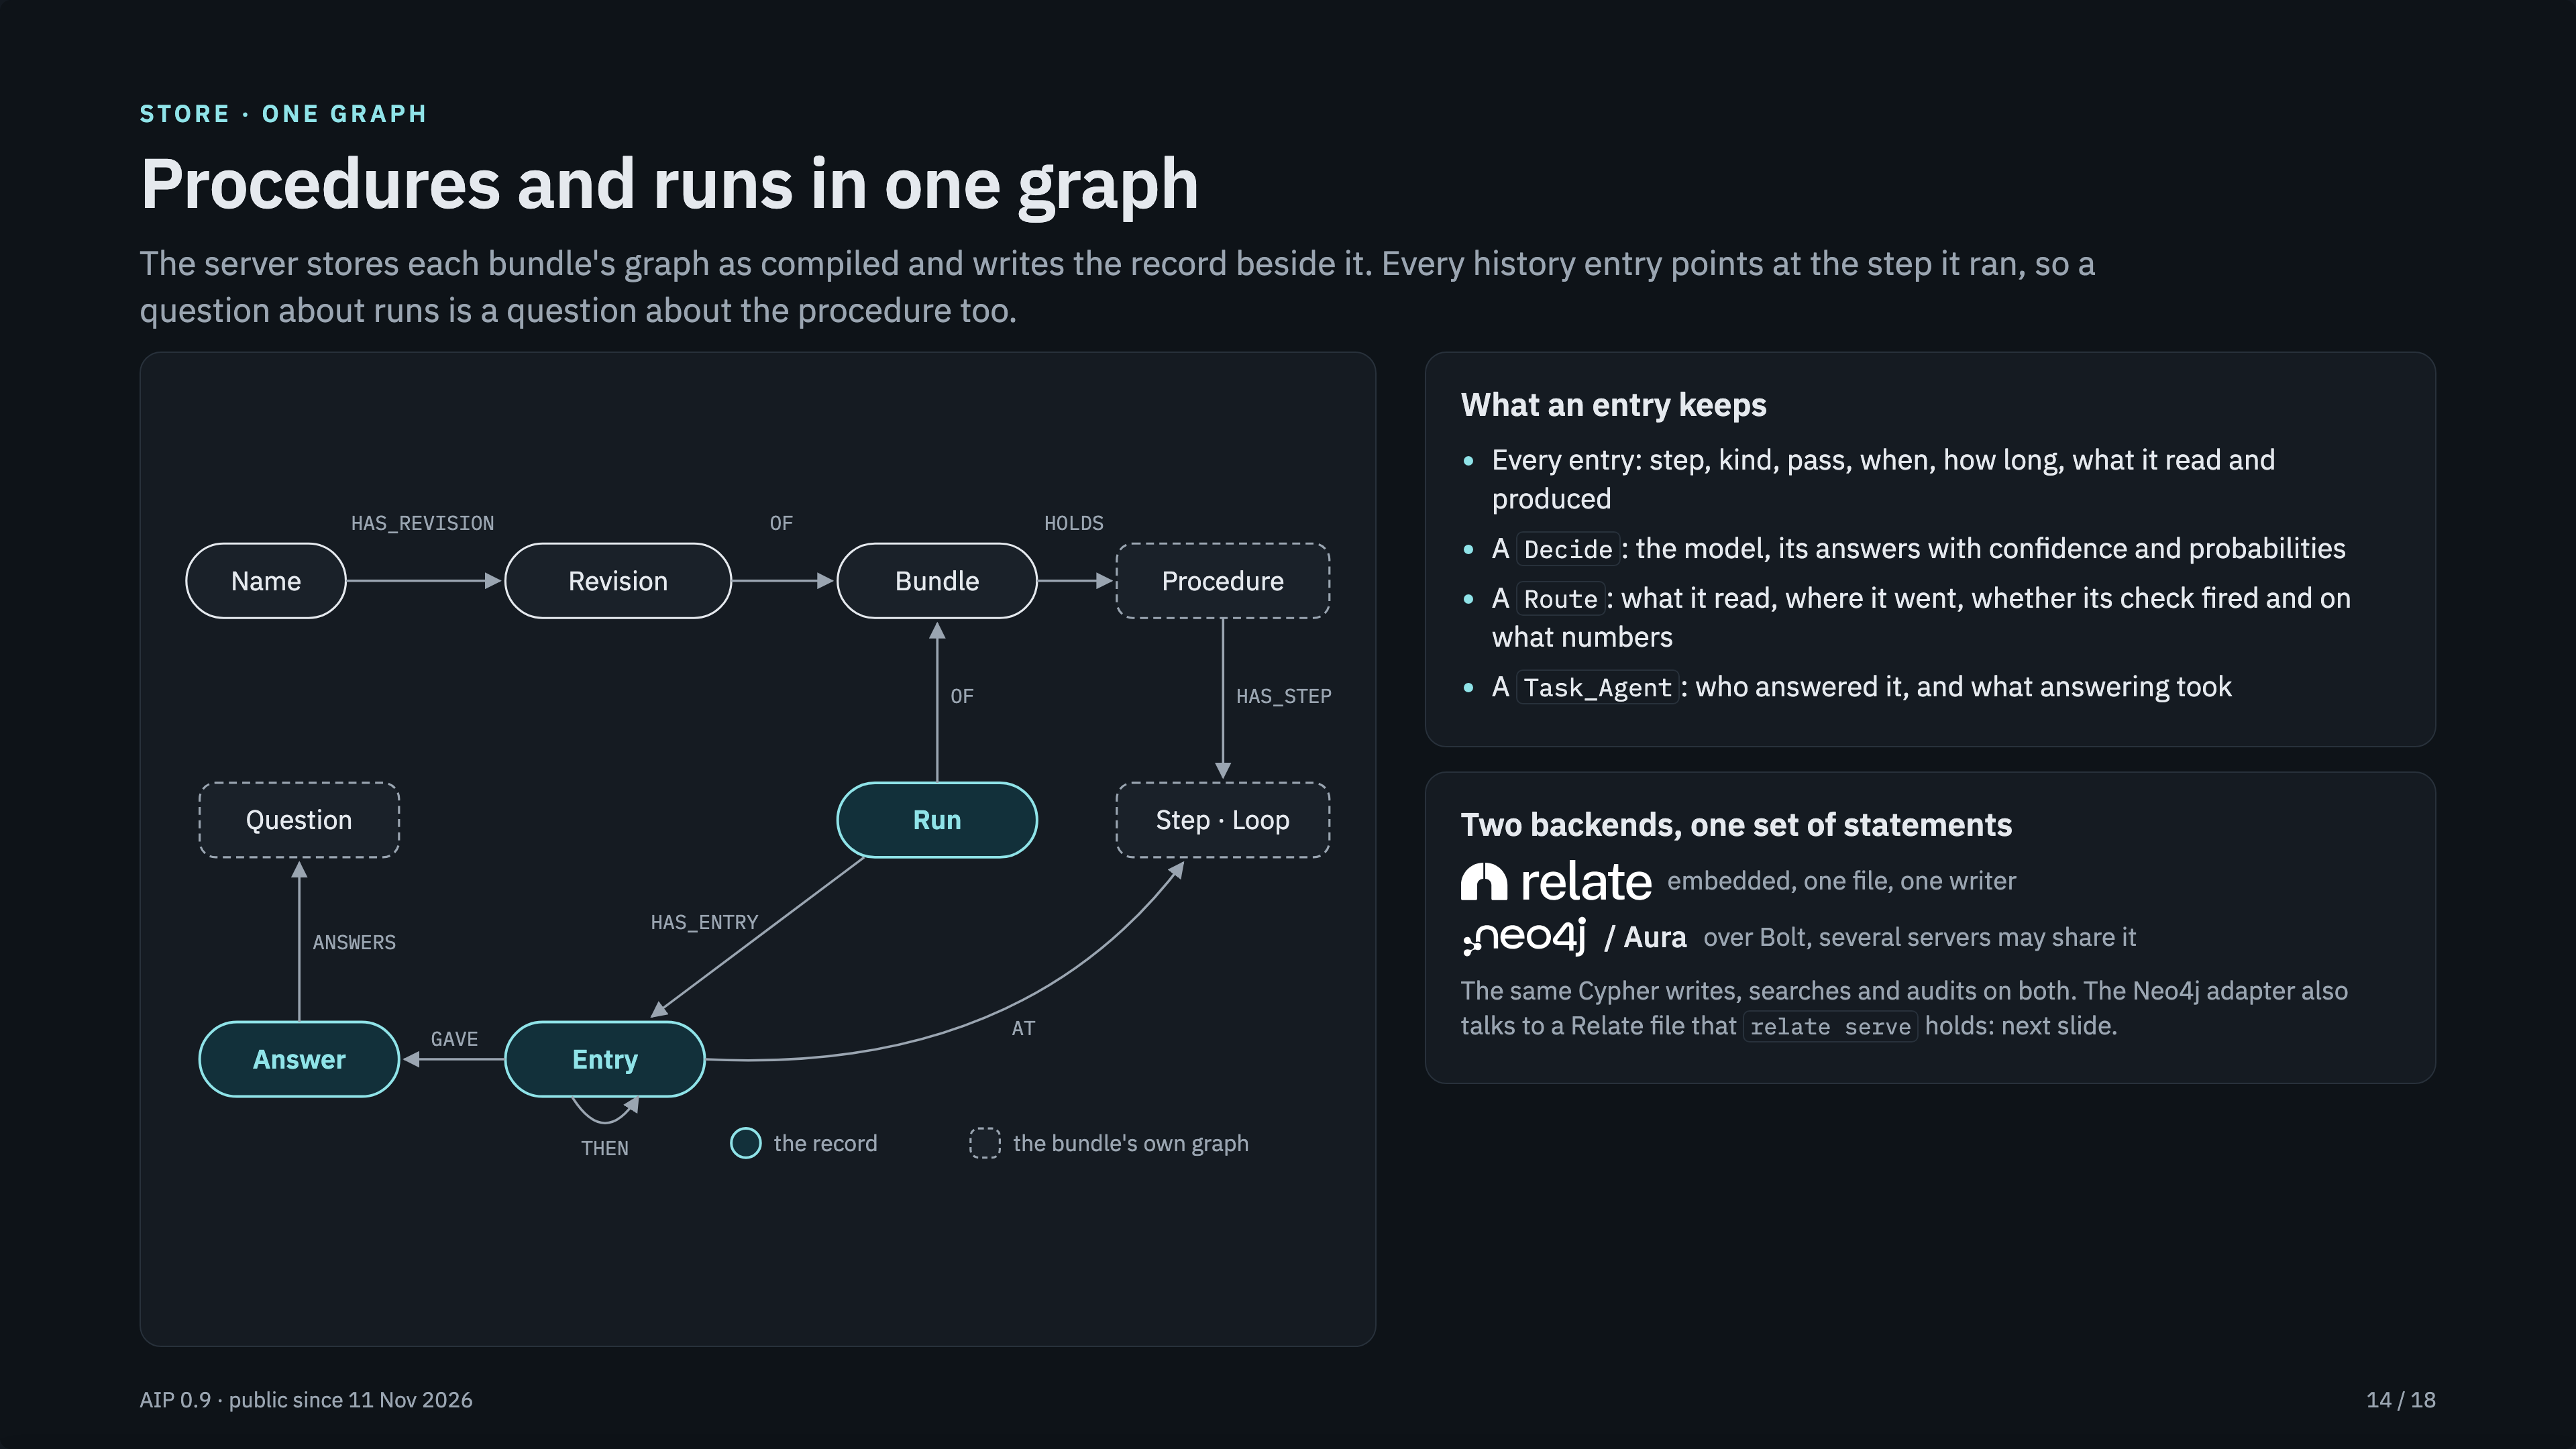 STORE · ONE GRAPH
Procedures and runs in one graph
The server stores each bundle's graph as compiled and writes the record beside it. Every history entry points at the step it ran, so a
question about runs is a question about the procedure too.
HAS_REVISION
OF
HOLDS
Name
Revision
Bundle
Procedure
OF
HAS_STEP
Question
Run
Step · Loop
HAS_ENTRY
ANSWERS
AT
GAVE
Answer
Entry
THEN
the record
the bundle's own graph
What an entry keeps
• Every entry: step, kind, pass, when, how long, what it read and
produced
• A Decide: the model, its answers with confidence and probabilities
• A Route: what it read, where it went, whether its check fired and on
what numbers
• A Task_Agent: who answered it, and what answering took
Two backends, one set of statements
relate embedded, one file, one writer
neo4j / Aura over Bolt, several servers may share it
The same Cypher writes, searches and audits on both. The Neo4j adapter also
talks to a Relate file that relate serve holds: next slide.
AIP 0.9 · public since 11 Nov 2026
14 / 18